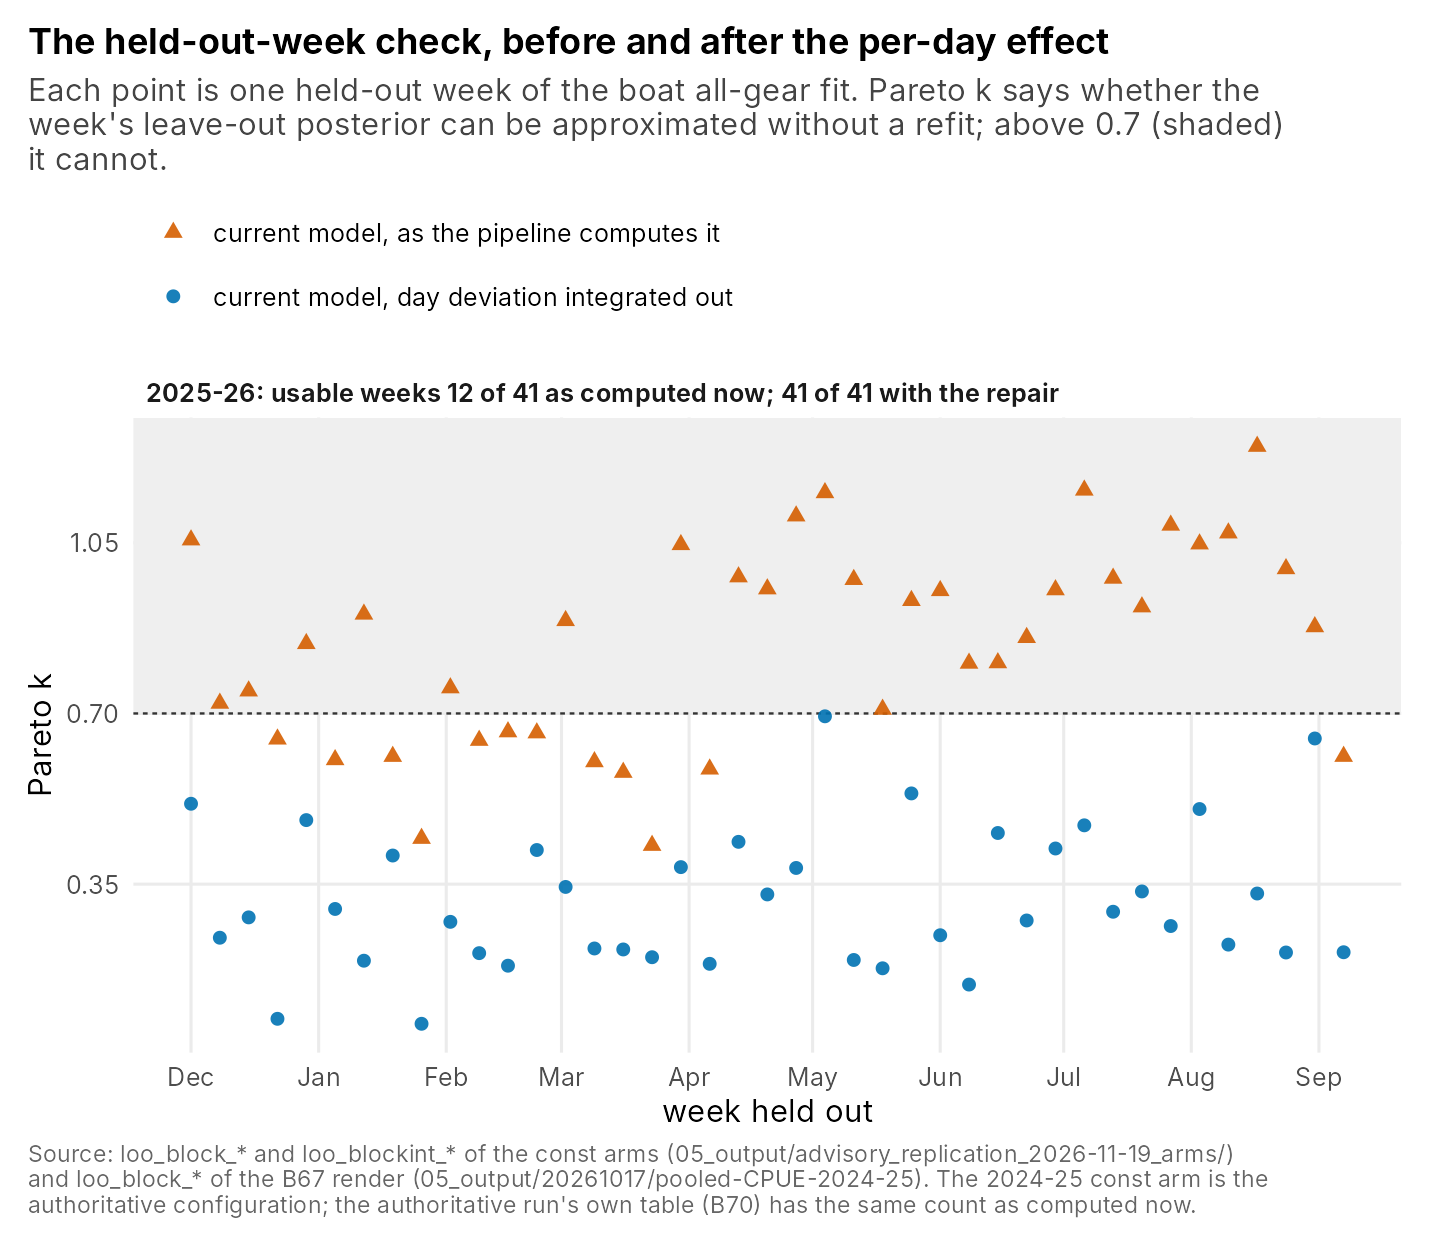 The held-out-week check, before and after the per-day effect
Each point is one held-out week of the boat all-gear fit. Pareto k says whether the
week's leave-out posterior can be approximated without a refit; above 0.7 (shaded)
it cannot.
current model, as the pipeline computes it
current model, day deviation integrated out
2025-26: usable weeks 12 of 41 as computed now; 41 of 41 with the repair
1.05
0.70
0.35
Pareto k
Dec Jan Feb Mar Apr May Jun Jul Aug Sep
week held out
Source: loo_block_* and loo_blockint_* of the const arms (05_output/advisory_replication_2026-11-19_arms/)
and loo_block_* of the B67 render (05_output/20261017/pooled-CPUE-2024-25). The 2024-25 const arm is the
authoritative configuration; the authoritative run's own table (B70) has the same count as computed now.